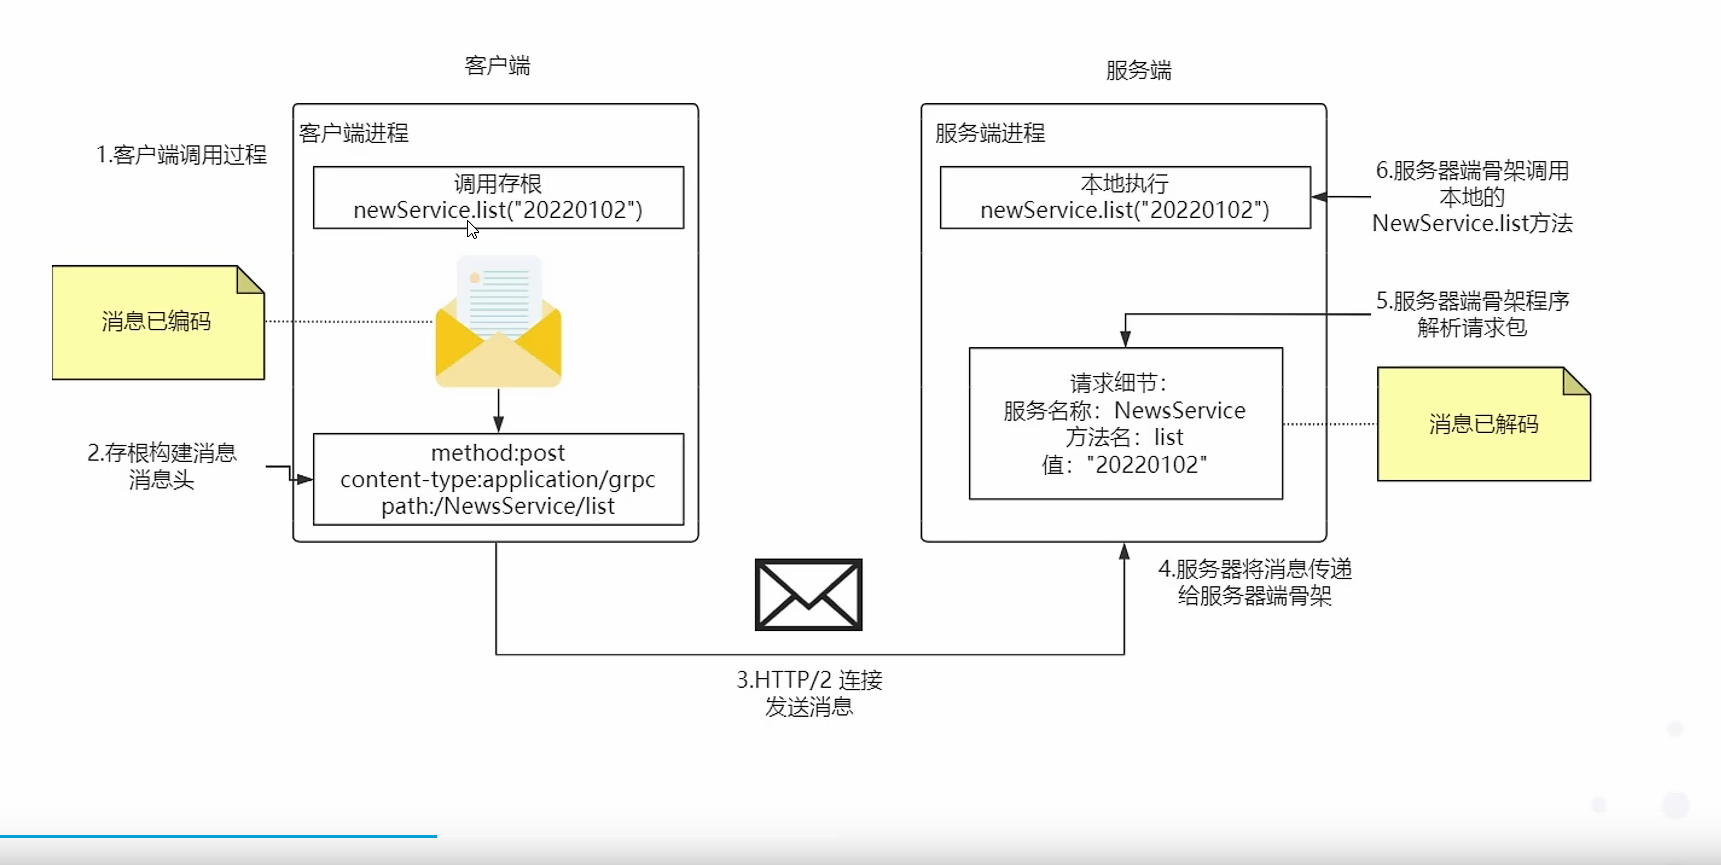 客户端
服务端
1.客户端调用过程
客户端进程
调用存根
newService.list("20220102")
消息已编码
2.存根构建消息
消息头
method:post
content-type:application/grpc
path:/NewsService/list
3.HTTP/2 连接
发送消息
4.服务器将消息传递
给服务器端骨架
服务端进程
本地执行
newService.list("20220102")
6.服务器端骨架调用
本地的
NewService.list方法
5.服务器端骨架程序
解析请求包
请求细节：
服务名称：NewsService
方法名：list
值："20220102"
消息已解码